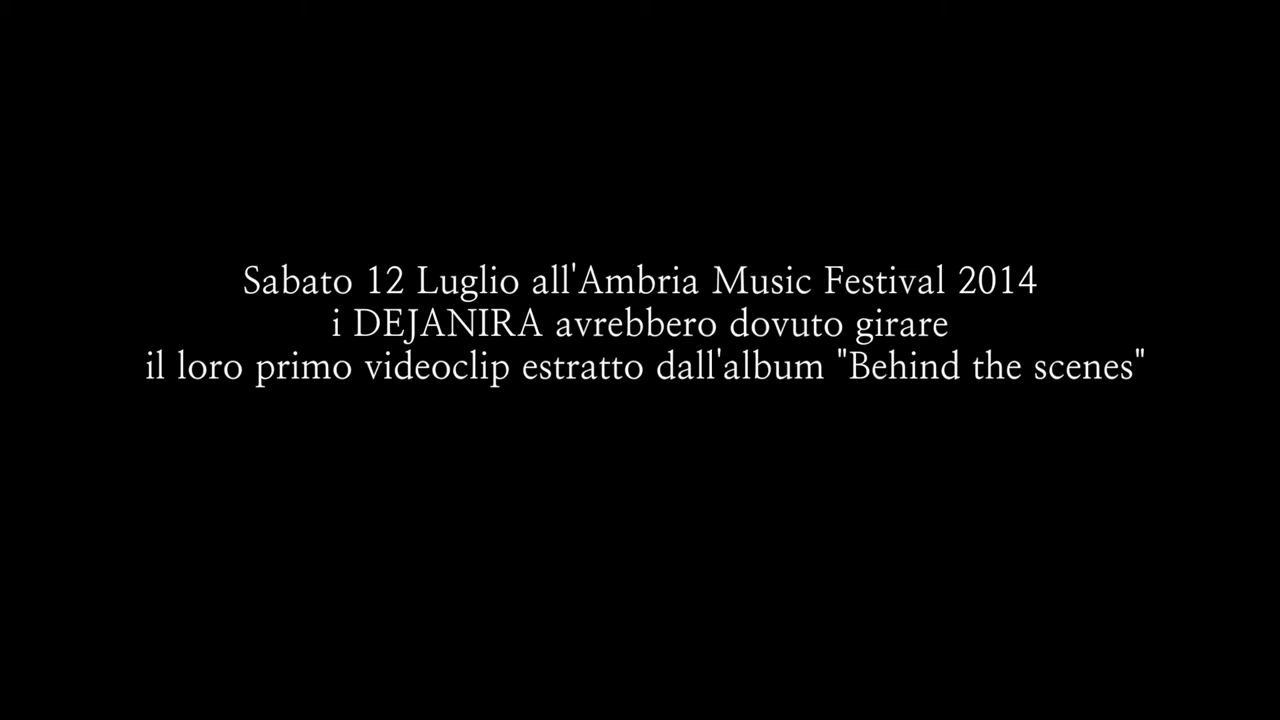 Sabato 12 Luglio all'Ambria Music Festival 2014
i DEJANIRA avrebbero dovuto girare
il loro primo videoclip estratto dall'album "Behind the scenes"